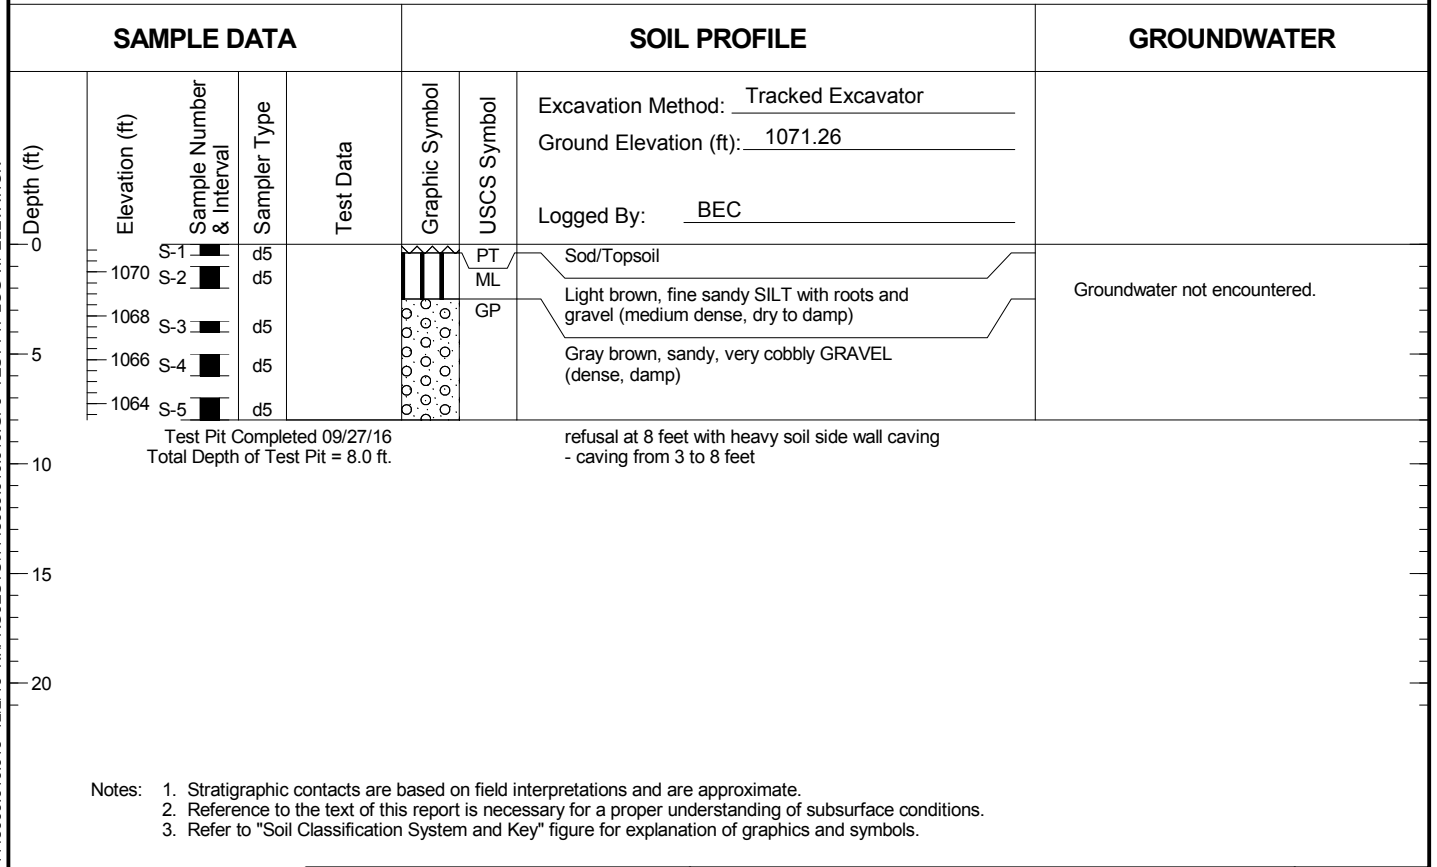 SAMPLE DATA
SOIL PROFILE
GROUNDWATER
Depth (ft)
Elevation (ft)
Sample Number
& Interval
Sampler Type
Test Data
Graphic Symbol
USCS Symbol
Excavation Method: Tracked Excavator
Ground Elevation (ft): 1071.26
Logged By: BEC
0
S-1 d5 PT Sod/Topsoil
1070 S-2 d5 ML
Light brown, fine sandy SILT with roots and
gravel (medium dense, dry to damp)
Groundwater not encountered.
1068 S-3 d5 GP
5
1066 S-4 d5
Gray brown, sandy, very cobbly GRAVEL
(dense, damp)
1064 S-5 d5
Test Pit Completed 09/27/16
Total Depth of Test Pit = 8.0 ft.
refusal at 8 feet with heavy soil side wall caving
- caving from 3 to 8 feet
10
15
20
Notes: 1. Stratigraphic contacts are based on field interpretations and are approximate.
2. Reference to the text of this report is necessary for a proper understanding of subsurface conditions.
3. Refer to "Soil Classification System and Key" figure for explanation of graphics and symbols.